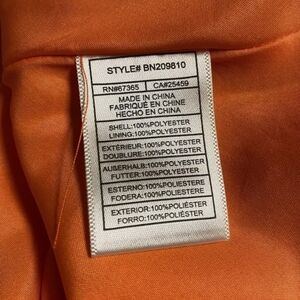 STYLE# BN209610
RN#67365 CA#25459
MADE IN CHINA
FABRIQUÉ EN CHINE
HECHO EN CHINA
SHELL:100%POLYESTER
LINING:100%POLYESTER
EXTÉRIEUR:100%POLYESTER
DOUBLURE:100%POLYESTER
AUßERHALB:100%POLYESTER
FUTTER:100%POLYESTER
ESTERNO:100%POLIESTERE
FODERA:100%POLIESTERE
EXTERIOR:100%POLIÉSTER
FORRO:100%POLIÉSTER